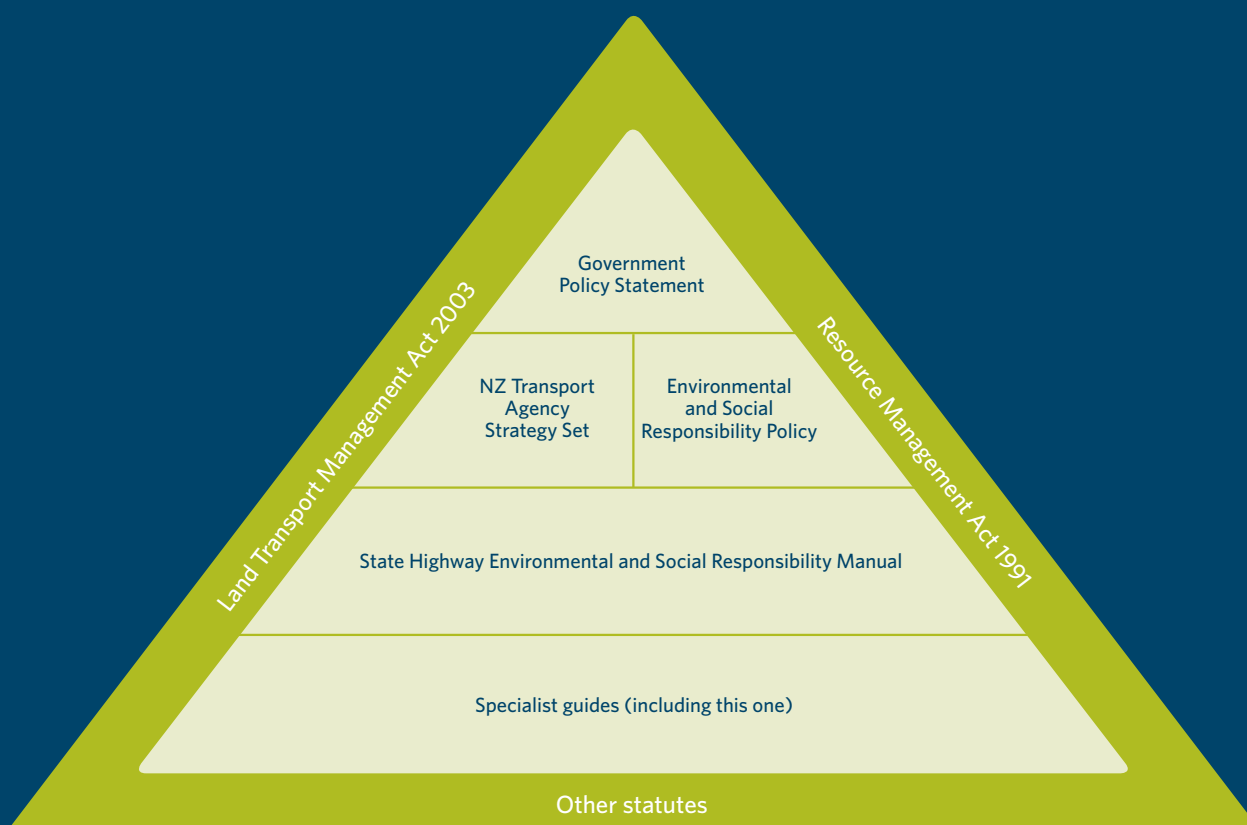 Government
Policy Statement
Land Transport Management Act 2003
Resource Management Act 1991
NZ Transport
Agency
Strategy Set
Environmental
and Social
Responsibility Policy
State Highway Environmental and Social Responsibility Manual
Specialist guides (including this one)
Other statutes